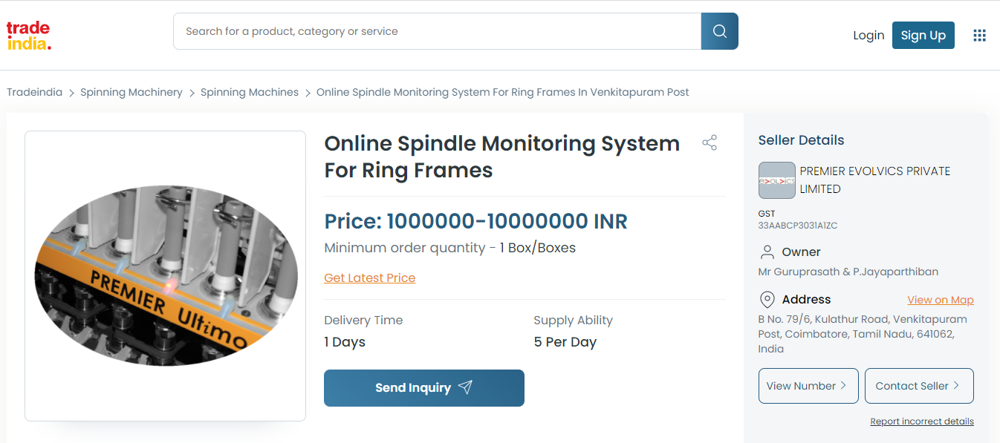 trade
india.
Search for a product, category or service
Login
Sign Up
Tradeindia > Spinning Machinery > Spinning Machines > Online Spindle Monitoring System For Ring Frames In Venkitapuram Post
PREMIER Ultimo
Online Spindle Monitoring System
For Ring Frames
Price: 1000000-10000000 INR
Minimum order quantity - 1 Box/Boxes
Get Latest Price
Delivery Time
1 Days
Supply Ability
5 Per Day
Send Inquiry
Seller Details
evolvics
PREMIER EVOLVICS PRIVATE
LIMITED
GST
33AABCP3031A1ZC
Owner
Mr Guruprasath & P.Jayaparthiban
Address
View on Map
B No. 79/6, Kulathur Road, Venkitapuram
Post, Coimbatore, Tamil Nadu, 641062,
India
View Number >
Contact Seller >
Report incorrect details